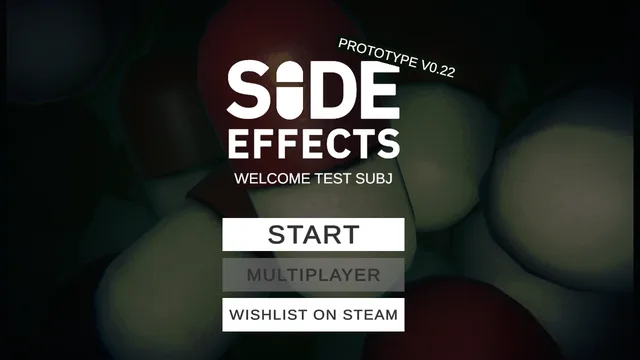 PROTOTYPE V0.22
SIDE
EFFECTS
WELCOME TEST SUBJ
START
MULTIPLAYER
WISHLIST ON STEAM